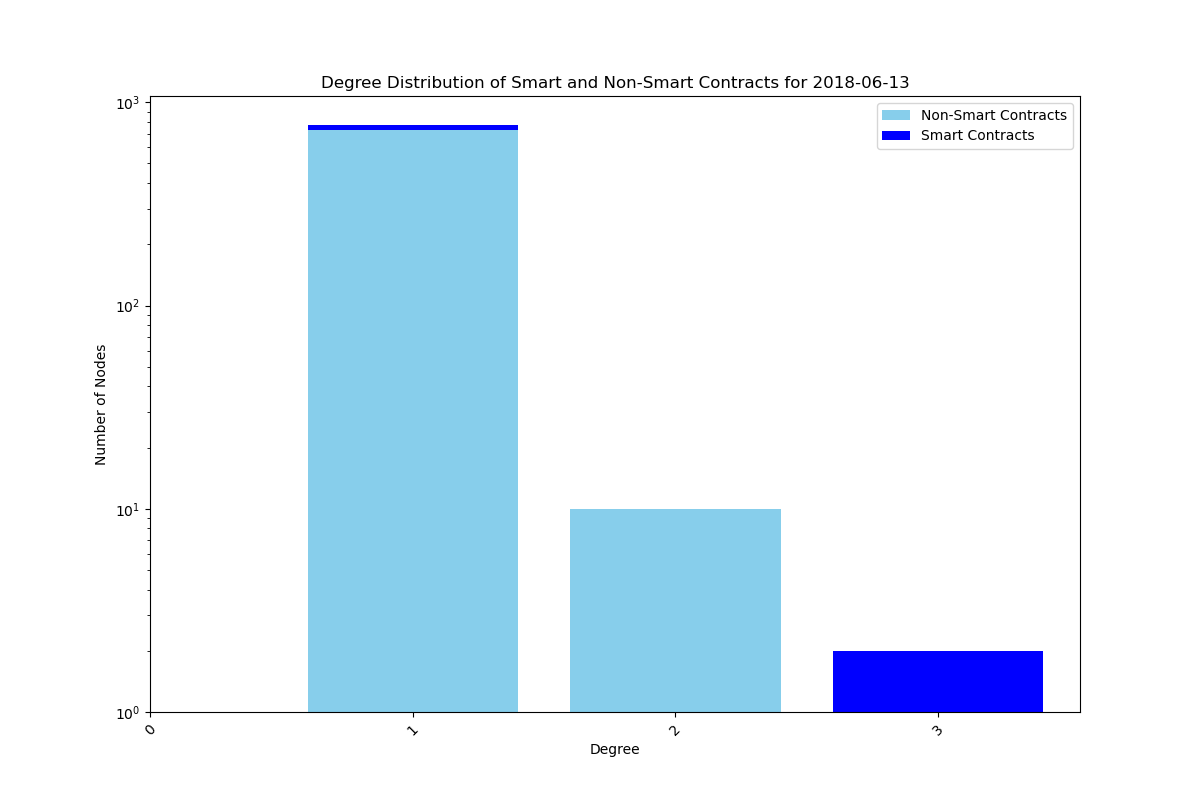 Degree Distribution of Smart and Non-Smart Contracts for 2018-06-13
Non-Smart Contracts
Smart Contracts
Number of Nodes
10³
10²
10¹
10⁰
0
1
2
3
Degree